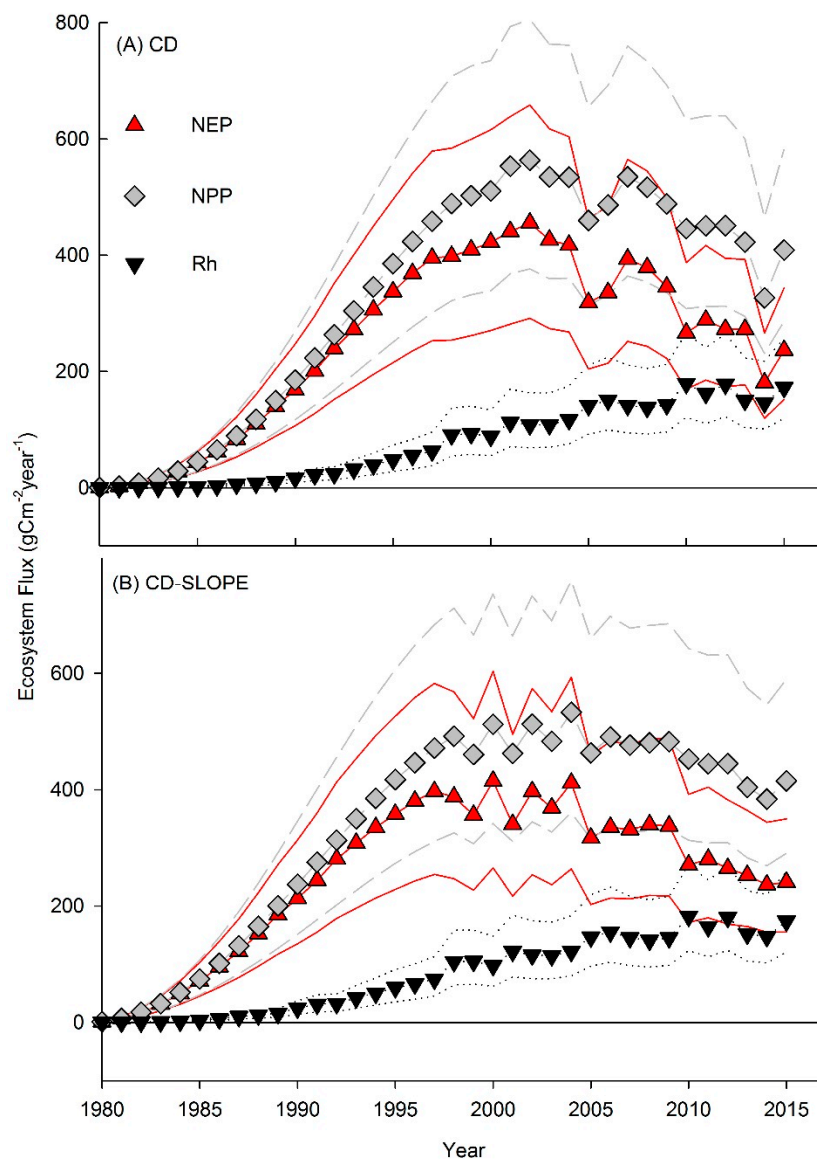 800
(A) CD
NEP
600
NPP
400
Rh
200
0
Ecosystem Flux (gCm⁻²year⁻¹)
(B) CD-SLOPE
600
400
200
0
1980 1985 1990 1995 2000 2005 2010 2015
Year